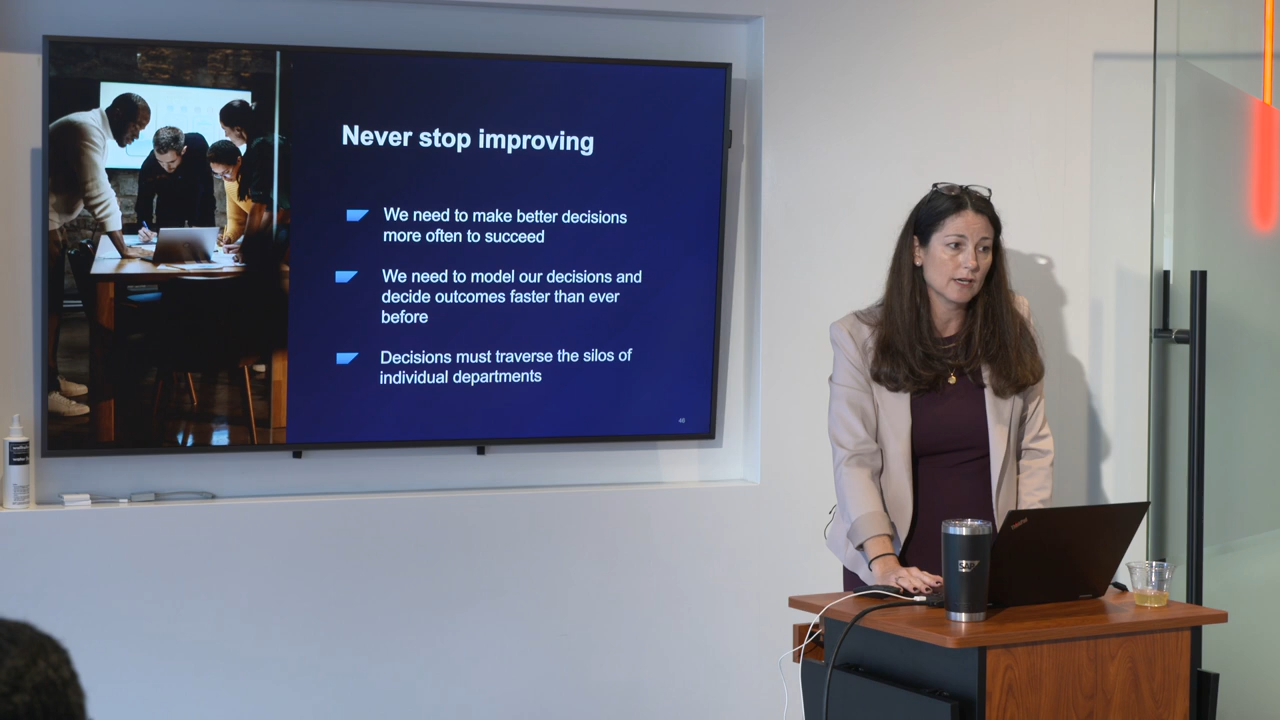 Never stop improving
We need to make better decisions
more often to succeed
We need to model our decisions and
decide outcomes faster than ever
before
Decisions must traverse the silos of
individual departments
SAP